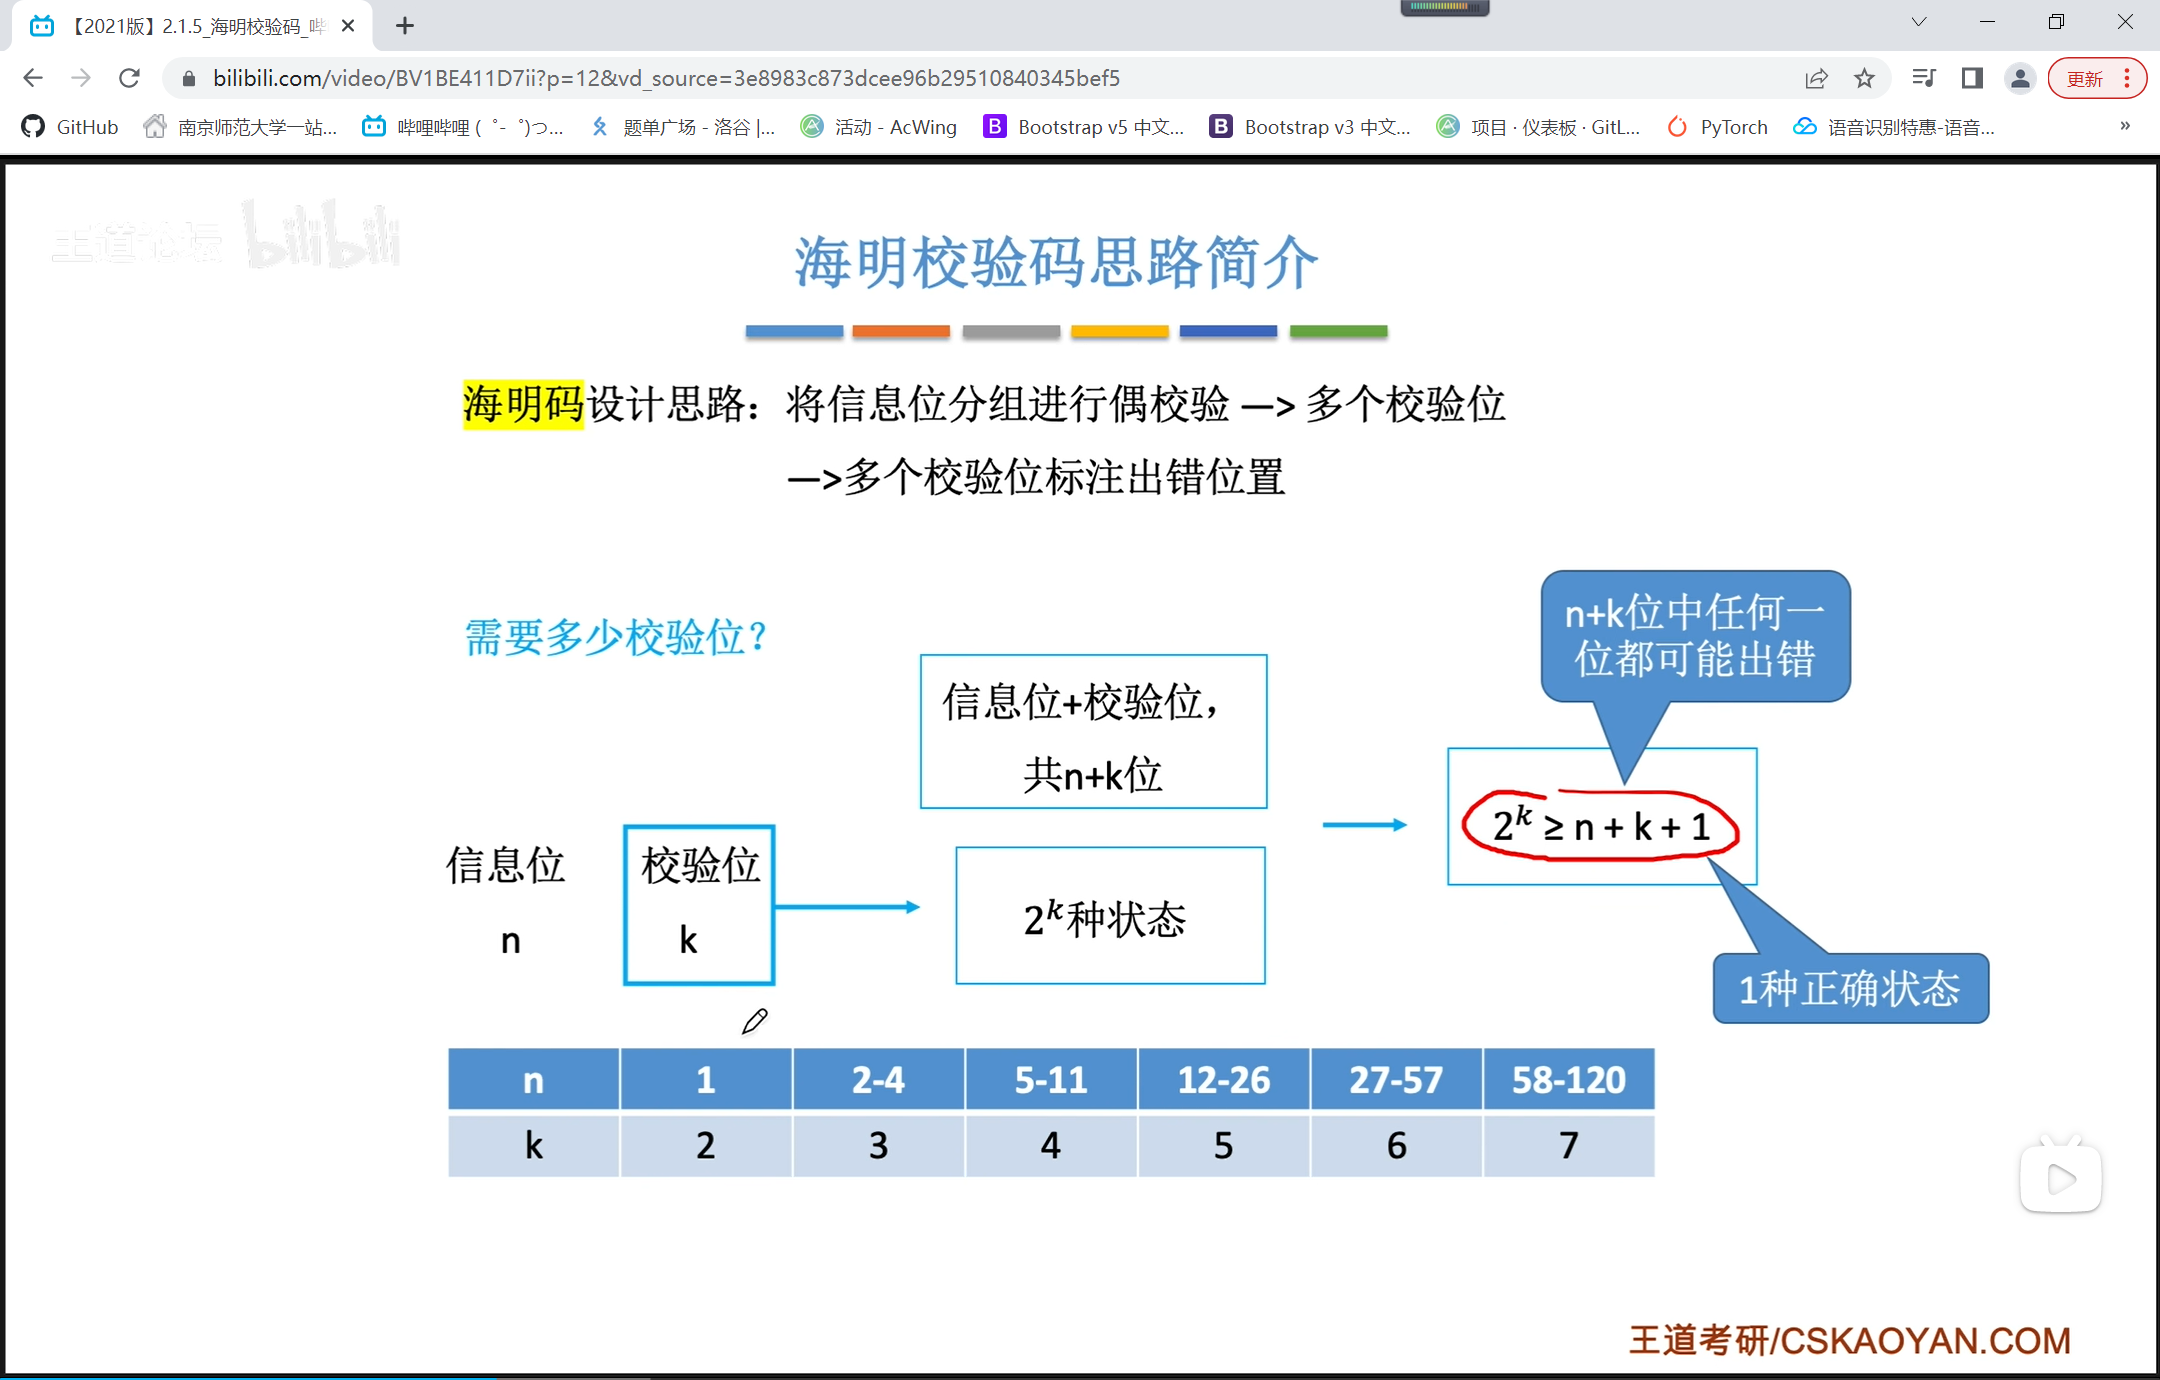 【2021版】2.1.5_海明校验码_哔
bilibili.com/video/BV1BE411D7ii?p=12&vd_source=3e8983c873dcee96b29510840345bef5
更新
GitHub
南京师范大学一站...
哔哩哔哩 (゜-゜)つ...
题单广场 - 洛谷 |...
活动 - AcWing
Bootstrap v5 中文...
Bootstrap v3 中文...
项目 · 仪表板 · GitL...
PyTorch
语音识别特惠-语音...
»
王道论坛 bilibili
海明校验码思路简介
海明码设计思路：将信息位分组进行偶校验 —> 多个校验位
—>多个校验位标注出错位置
需要多少校验位？
n+k位中任何一
位都可能出错
信息位+校验位，
共n+k位
2^k ≥ n + k + 1
信息位
校验位
n
k
2^k种状态
1种正确状态
n 1 2-4 5-11 12-26 27-57 58-120
k 2 3 4 5 6 7
王道考研/CSKAOYAN.COM